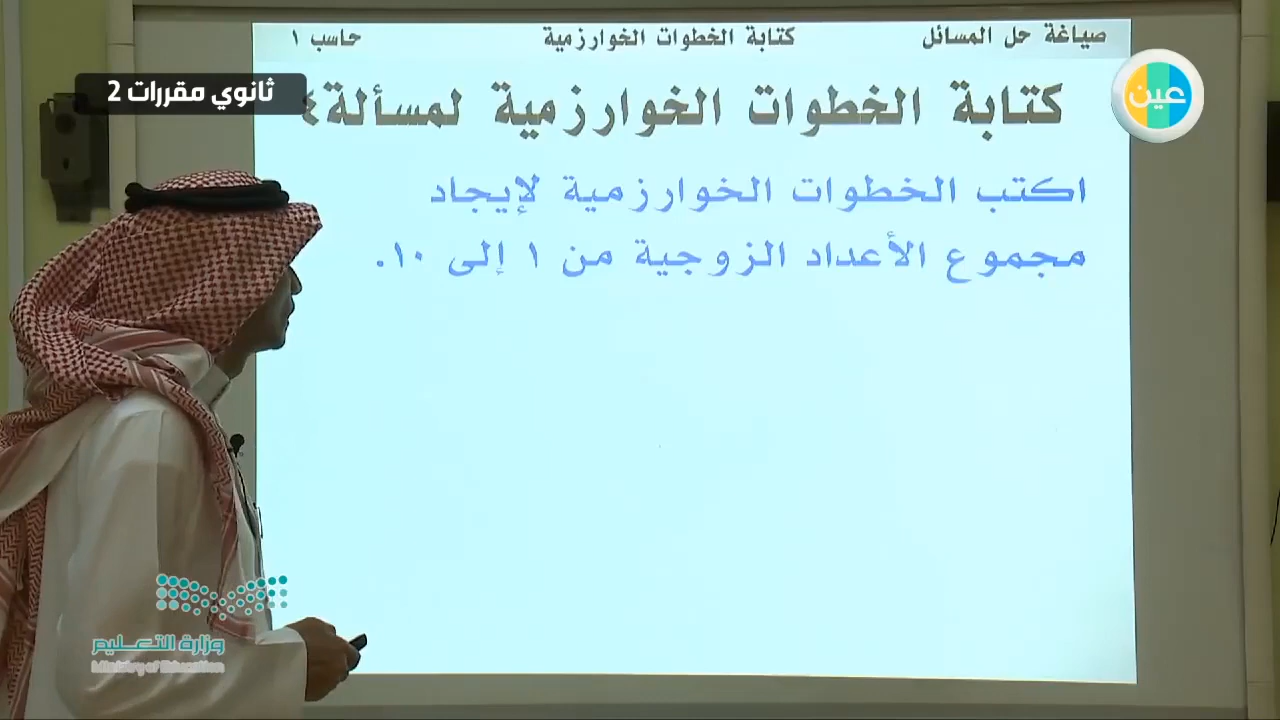 صياغة حل المسائل كتابة الخطوات الخوارزمية حاسب ١
ثانوي مقررات 2
عين
كتابة الخطوات الخوارزمية لمسألة٤
اكتب الخطوات الخوارزمية لإيجاد
مجموع الأعداد الزوجية من ١ إلى ١٠.
وزارة التعليم
Ministry of Education